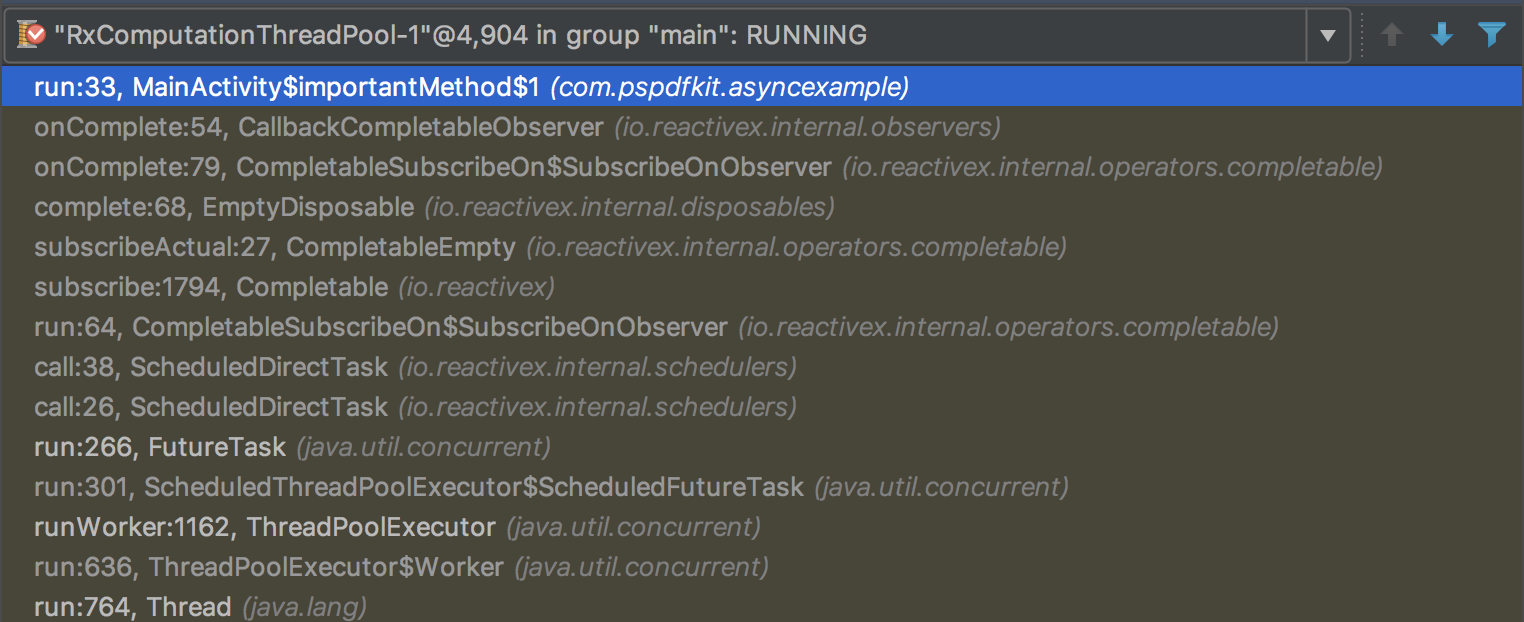 "RxComputationThreadPool-1"@4,904 in group "main": RUNNING
run:33, MainActivity$importantMethod$1 (com.pspdfkit.asyncexample)
onComplete:54, CallbackCompletableObserver (io.reactivex.internal.observers)
onComplete:79, CompletableSubscribeOn$SubscribeOnObserver (io.reactivex.internal.operators.completable)
complete:68, EmptyDisposable (io.reactivex.internal.disposables)
subscribeActual:27, CompletableEmpty (io.reactivex.internal.operators.completable)
subscribe:1794, Completable (io.reactivex)
run:64, CompletableSubscribeOn$SubscribeOnObserver (io.reactivex.internal.operators.completable)
call:38, ScheduledDirectTask (io.reactivex.internal.schedulers)
call:26, ScheduledDirectTask (io.reactivex.internal.schedulers)
run:266, FutureTask (java.util.concurrent)
run:301, ScheduledThreadPoolExecutor$ScheduledFutureTask (java.util.concurrent)
runWorker:1162, ThreadPoolExecutor (java.util.concurrent)
run:636, ThreadPoolExecutor$Worker (java.util.concurrent)
run:764, Thread (java.lang)